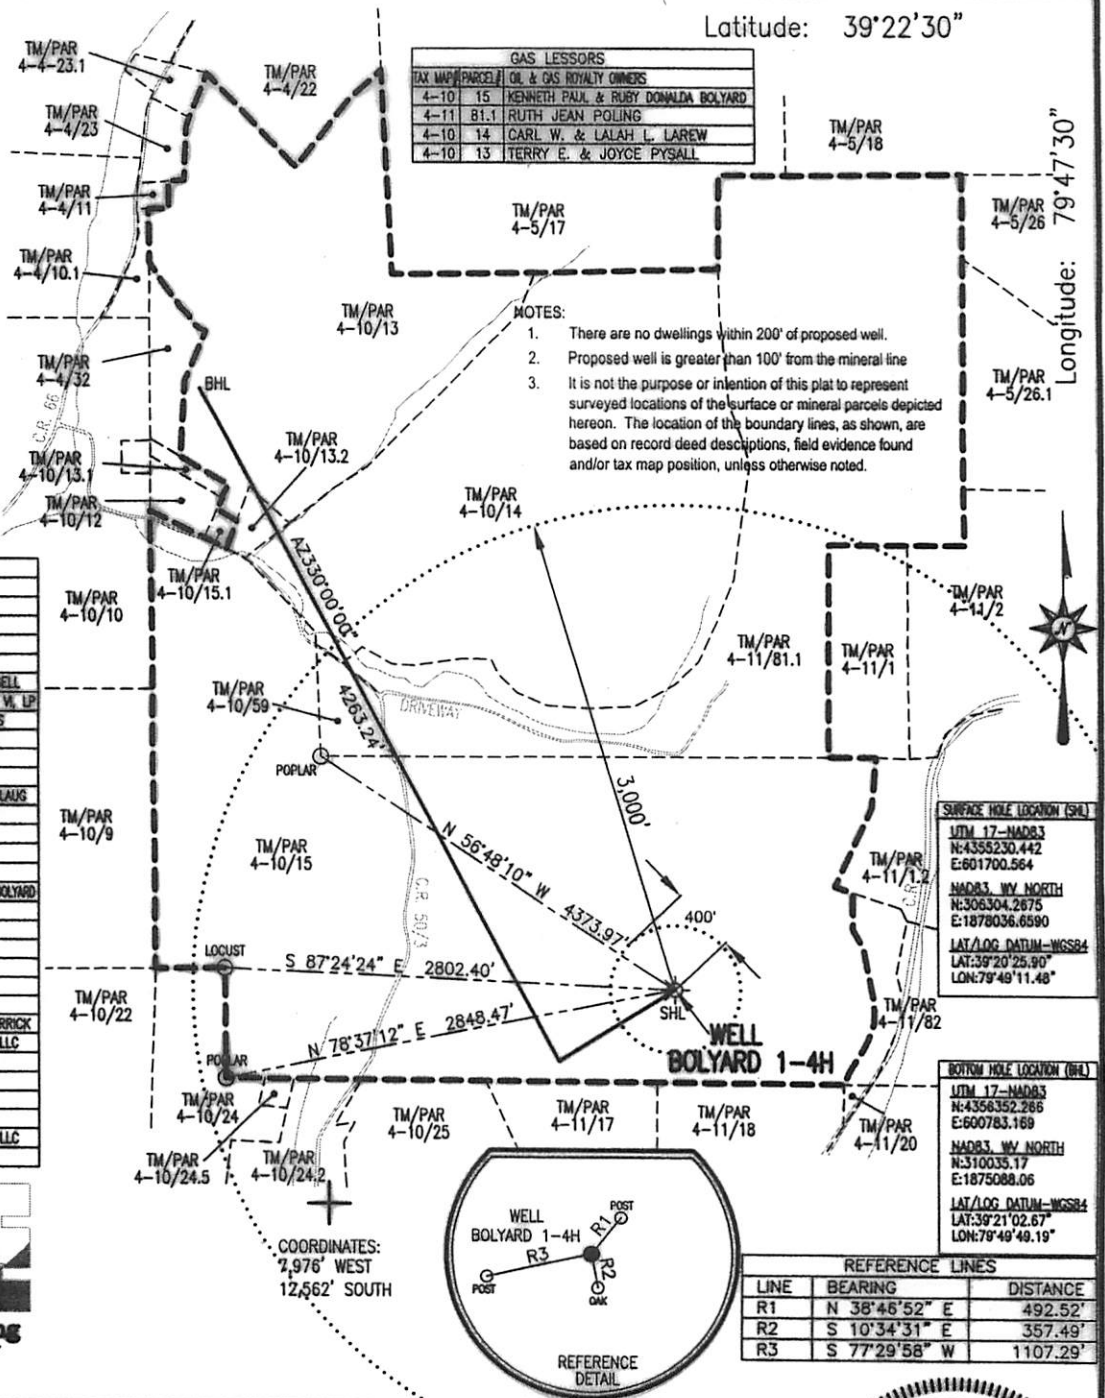 Latitude: 39°22'30"
Longitude: 79°47'30"
TM/PAR
4-4-23.1
TM/PAR
4-4/22
TM/PAR
4-4/23
TM/PAR
4-4/11
TM/PAR
4-4/10.1
TM/PAR
4-4/32
GAS LESSORS
TAX MAP# PARCEL# OIL & GAS ROYALTY OWNERS
4-10 15 KENNETH PAUL & RUBY DONALDA BOLYARD
4-11 81.1 RUTH JEAN POLING
4-10 14 CARL W. & LALAH L. LAREW
4-10 13 TERRY E. & JOYCE PYSALL
TM/PAR
4-5/18
TM/PAR
4-5/17
TM/PAR
4-5/26
TM/PAR
4-5/26.1
TM/PAR
4-10/13
NOTES:
1. There are no dwellings within 200' of proposed well.
2. Proposed well is greater than 100' from the mineral line
3. It is not the purpose or intention of this plat to represent
surveyed locations of the surface or mineral parcels depicted
hereon. The location of the boundary lines, as shown, are
based on record deed descriptions, field evidence found
and/or tax map position, unless otherwise noted.
BHL
C.R. 66
TM/PAR
4-10/13.2
TM/PAR
4-10/13.1
TM/PAR
4-10/12
TM/PAR
4-10/14
TM/PAR
4-10/15.1
TM/PAR
4-10/10
AZ330°00'00"
4263.24'
TM/PAR
4-11/2
TM/PAR
4-11/81.1
TM/PAR
4-11/1
N
TM/PAR
4-10/59
DRIVEWAY
POPLAR
3,000'
ELL
VI, LP
S
LAUG
OLYARD
RRICK
LLC
LLC
TM/PAR
4-10/9
TM/PAR
4-10/15
N 56°48'10" W 4373.97'
C.R. 50/3
400'
TM/PAR
4-11/1.2
C.R.
SURFACE HOLE LOCATION (SHL)
UTM 17-NAD83
N:4355230.442
E:601700.564
NAD83, WV NORTH
N:306304.2675
E:1878036.6590
LAT/LOG DATUM-WGS84
LAT:39°20'25.90"
LON:79°49'11.48"
LOCUST
S 87°24'24" E 2802.40'
TM/PAR
4-10/22
N 78°37'12" E 2848.47'
SHL
WELL
BOLYARD 1-4H
TM/PAR
4-11/82
POPLAR
TM/PAR
4-10/24
TM/PAR
4-10/25
TM/PAR
4-11/17
TM/PAR
4-11/18
TM/PAR
4-11/20
TM/PAR
4-10/24.5
TM/PAR
4-10/24.2
BOTTOM HOLE LOCATION (BHL)
UTM 17-NAD83
N:4356352.266
E:600783.169
NAD83, WV NORTH
N:310035.17
E:1875088.06
LAT/LOG DATUM-WGS84
LAT:39°21'02.67"
LON:79°49'49.19"
COORDINATES:
7,976' WEST
12,562' SOUTH
WELL
BOLYARD 1-4H
R1
POST
R3
R2
POST
OAK
REFERENCE
DETAIL
REFERENCE LINES
LINE BEARING DISTANCE
R1 N 38°46'52" E 492.52'
R2 S 10°34'31" E 357.49'
R3 S 77°29'58" W 1107.29'